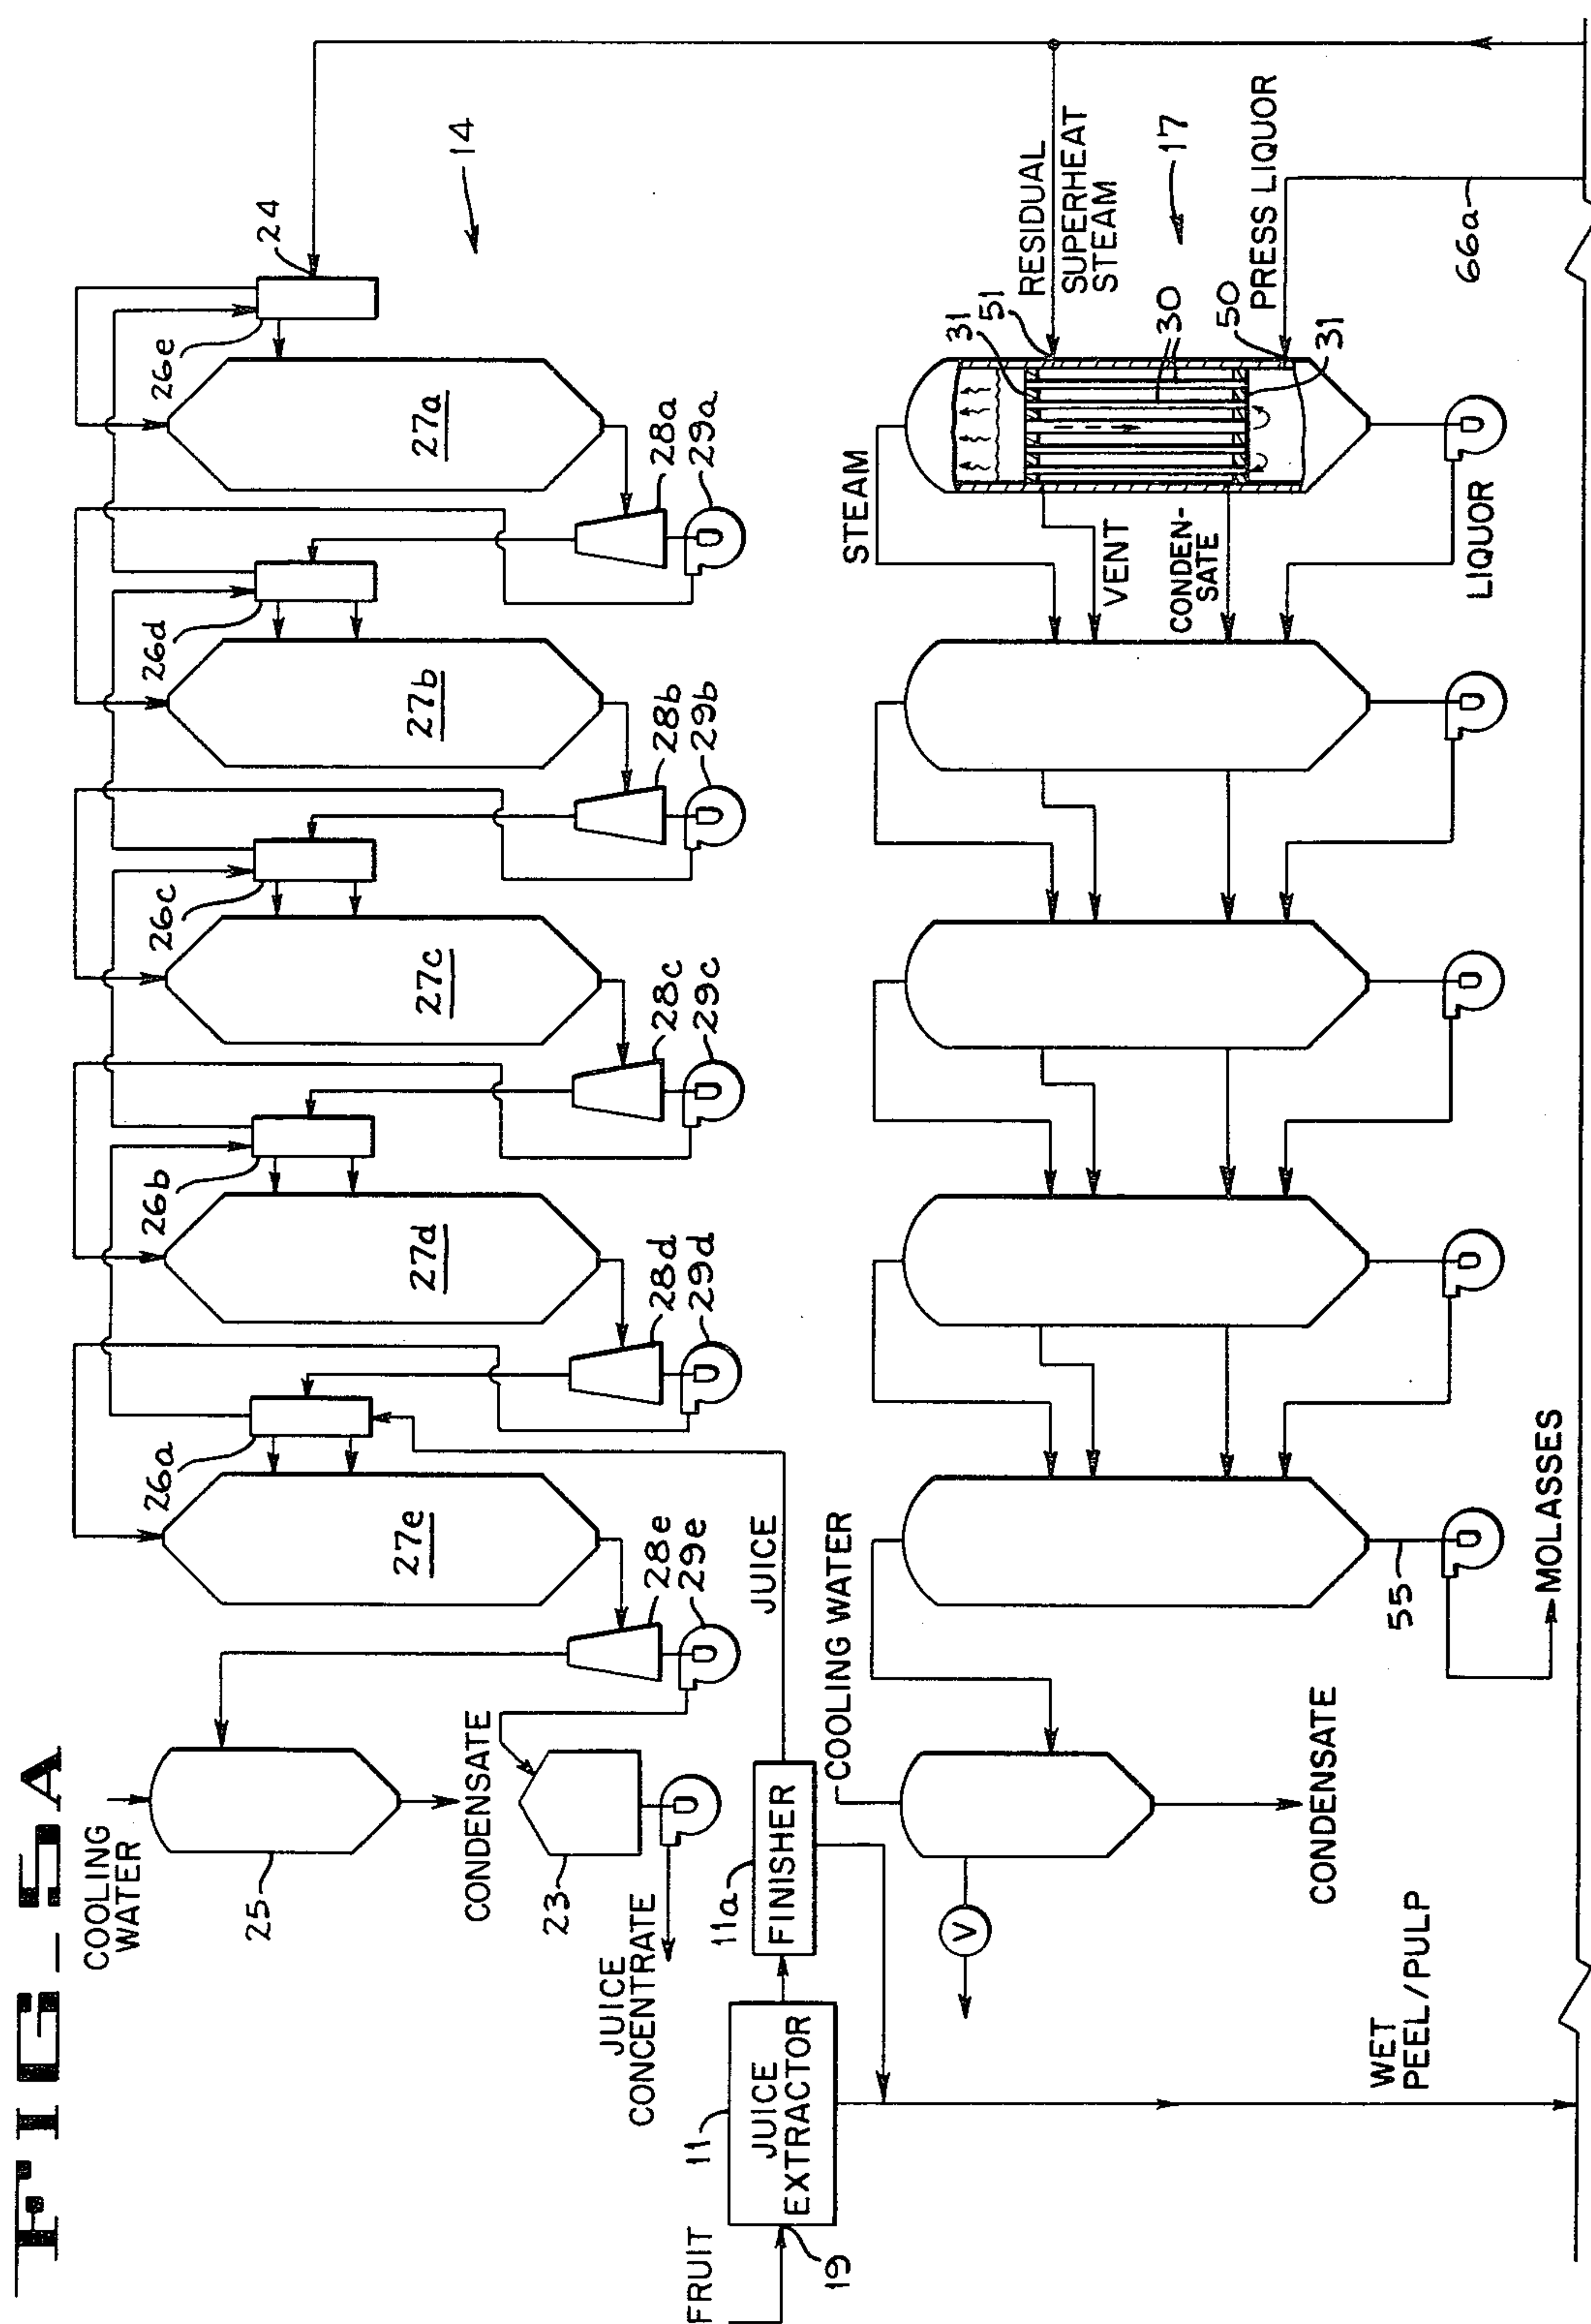 FIG_5A
COOLING
WATER
25
CONDENSATE
23
JUICE
CONCENTRATE
26a
27e
28e
29e
26b
27d
28d
29d
26c
27c
28c
29c
26d
27b
28b
29b
26e
27a
28a
29a
24
14
FRUIT
19
11
JUICE
EXTRACTOR
11a
FINISHER
JUICE
COOLING WATER
V
CONDENSATE
WET
PEEL/PULP
55
MOLASSES
STEAM
VENT
CONDEN-
SATE
LIQUOR
31
51
RESIDUAL
SUPERHEAT
STEAM
30
17
50
31
PRESS LIQUOR
66a